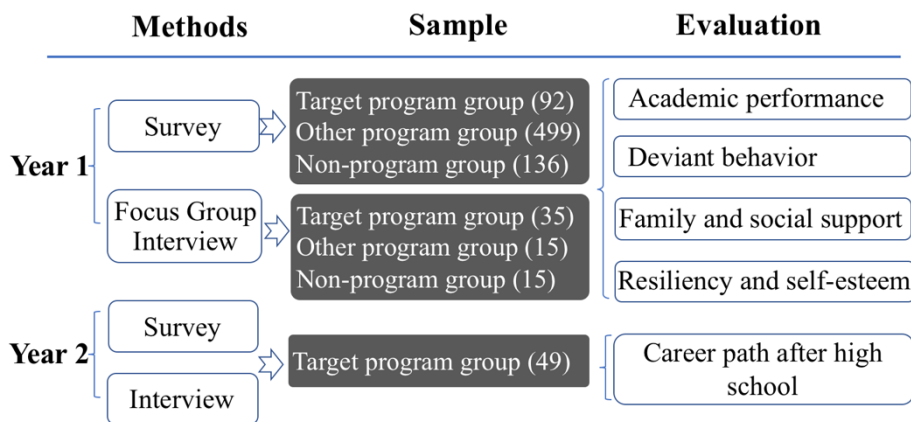 Methods
Sample
Evaluation
Year 1
Survey
Target program group (92)
Other program group (499)
Non-program group (136)
Focus Group
Interview
Target program group (35)
Other program group (15)
Non-program group (15)
Academic performance
Deviant behavior
Family and social support
Resiliency and self-esteem
Year 2
Survey
Interview
Target program group (49)
Career path after high
school